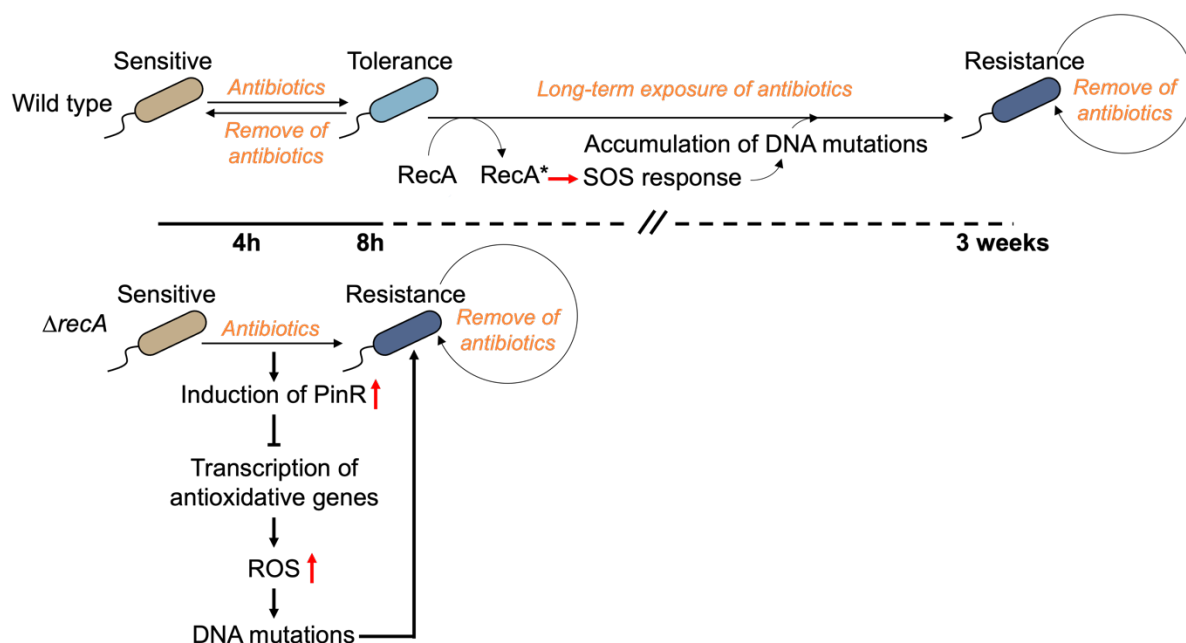 Sensitive
Tolerance
Resistance
Wild type
Antibiotics
Remove of
antibiotics
Long-term exposure of antibiotics
Remove of
antibiotics
Accumulation of DNA mutations
RecA
RecA*
SOS response
//
4h
8h
3 weeks
Sensitive
Resistance
ΔrecA
Antibiotics
Remove of
antibiotics
Induction of PinR
Transcription of
antioxidative genes
ROS
DNA mutations